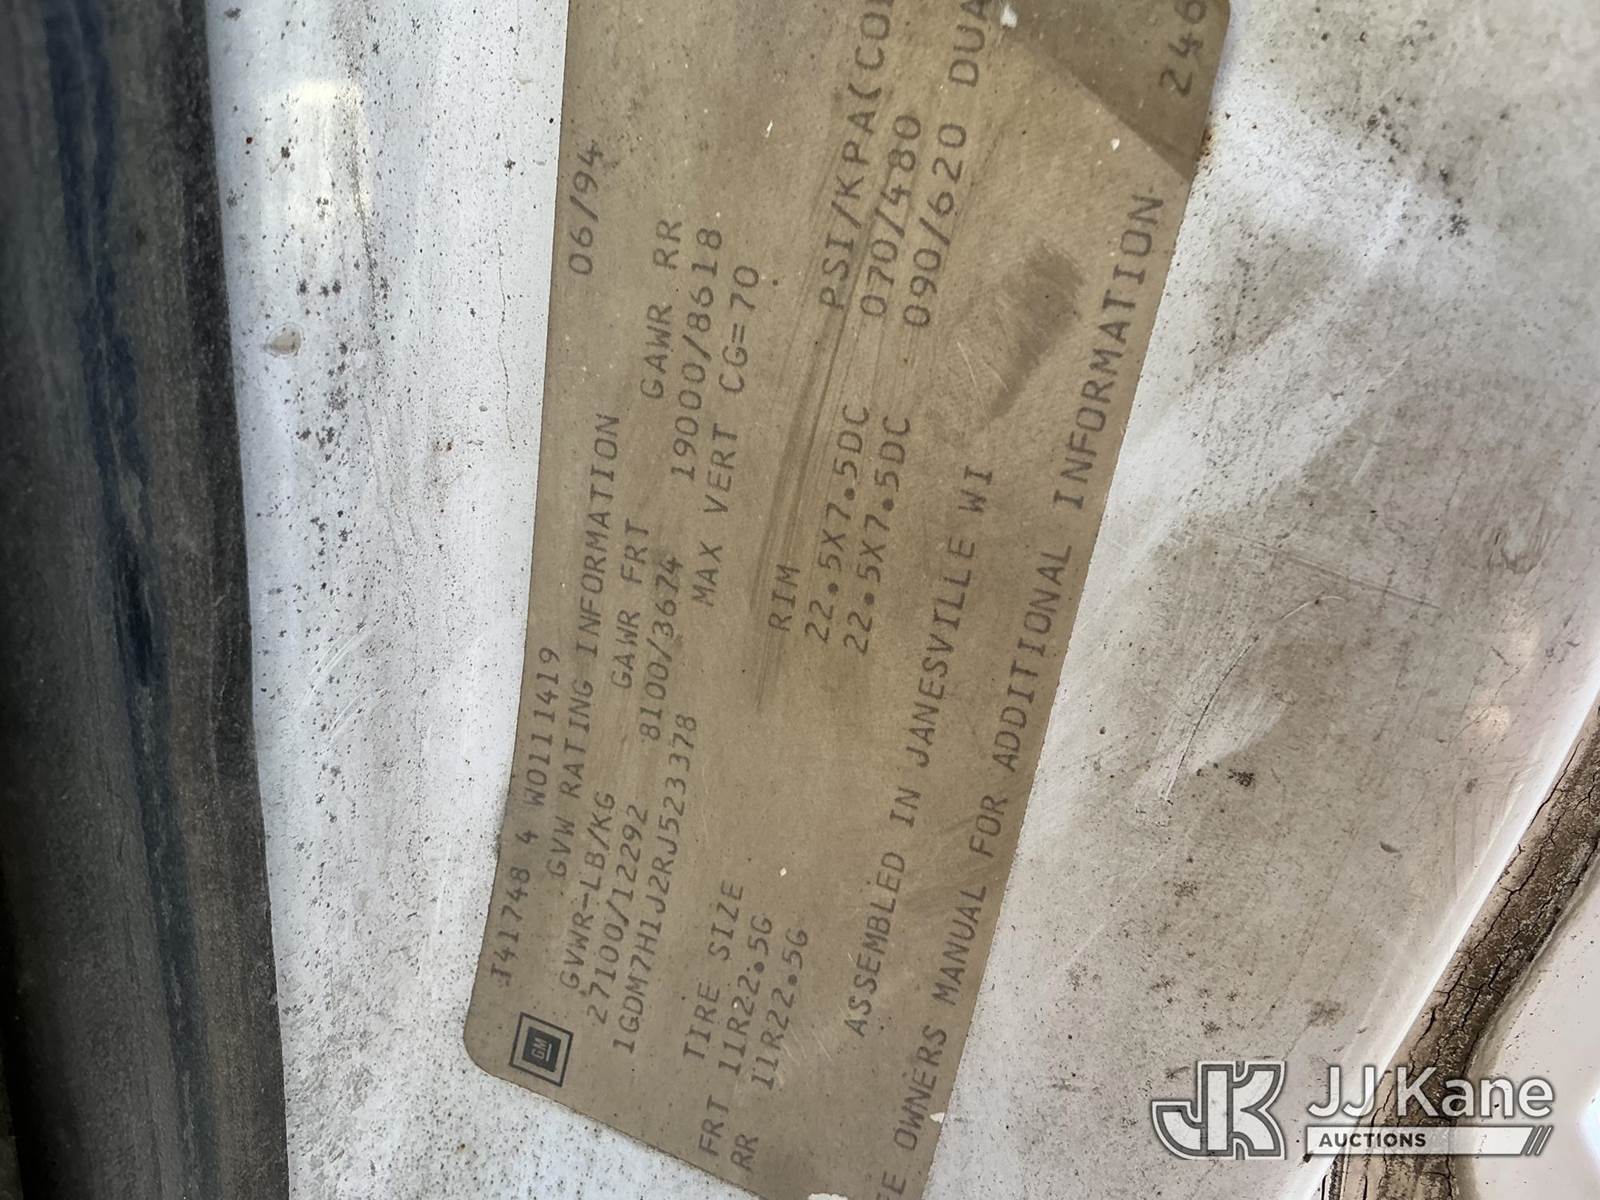 J41748 4 W0111419 06/94
GVW RATING INFORMATION
GVWR-LB/KG GAWR FRT GAWR RR
27100/12292 8100/3674 19000/8618
1GDM7H1J2RJ523378 MAX VERT CG=70
GM
TIRE SIZE RIM PSI/KPA(COL
FRT 11R22.5G 22.5X7.5DC 070/480
RR 11R22.5G 22.5X7.5DC 090/620 DUA
ASSEMBLED IN JANESVILLE WI
OWNERS MANUAL FOR ADDITIONAL INFORMATION
246
JK JJ Kane
AUCTIONS